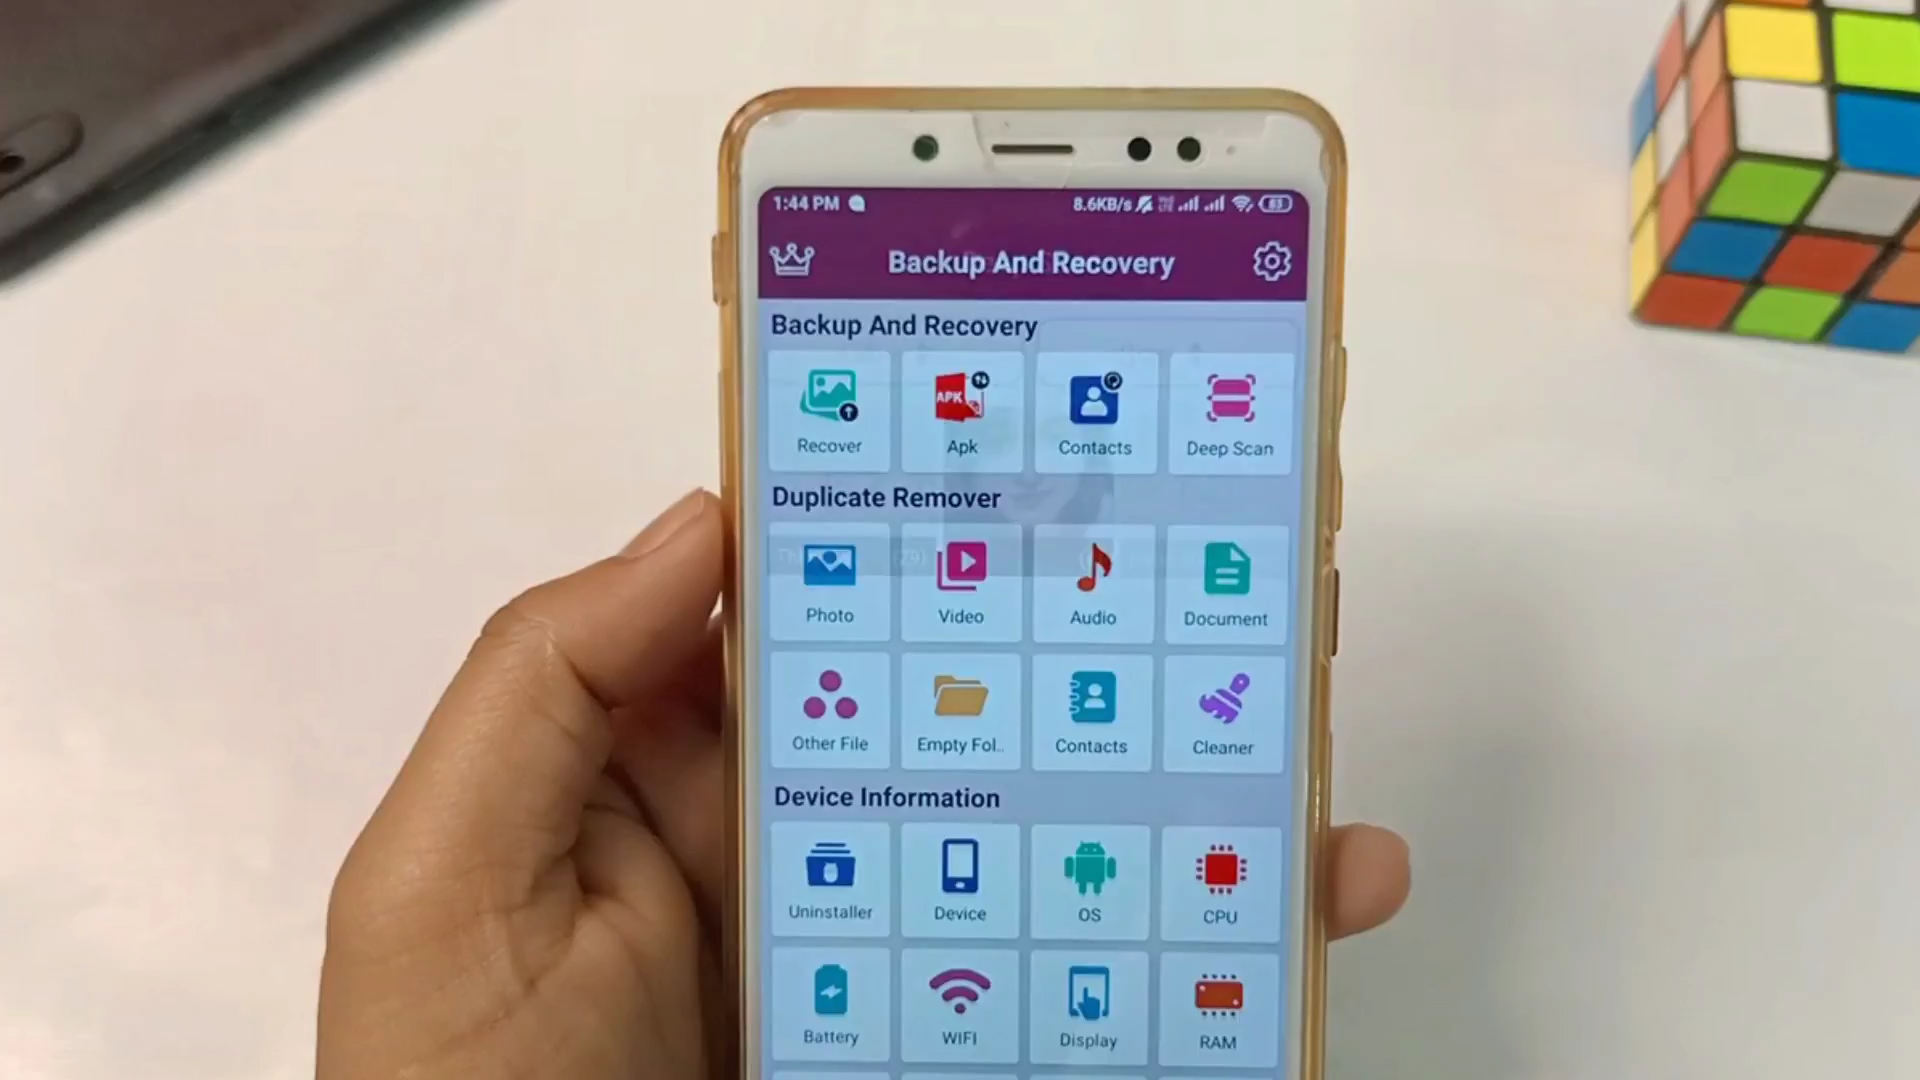 1:44 PM 8.6KB/s 83
Backup And Recovery
Backup And Recovery
APK
Recover Apk Contacts Deep Scan
Duplicate Remover
Photo Video Audio Document
Other File Empty Fol.. Contacts Cleaner
Device Information
Uninstaller Device OS CPU
Battery WIFI Display RAM